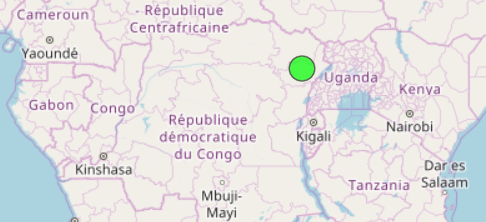 Cameroun
République
Centrafricaine
Yaoundé
Uganda
Kenya
Gabon
Congo
République
démocratique
du Congo
Kigali
Nairobi
Kinshasa
Dar es
Salaam
Tanzania
Mbuji-
Mayi